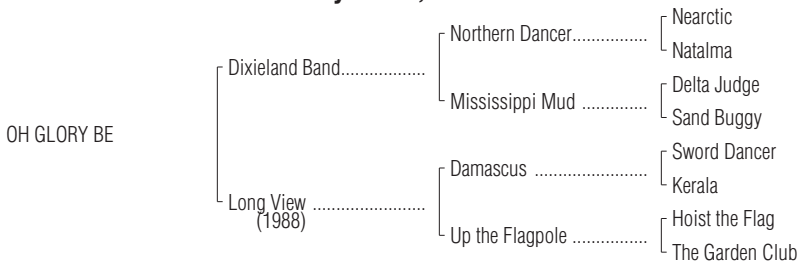 Nearctic
Northern Dancer................
Natalma
Dixieland Band..................
Delta Judge
Mississippi Mud ..............
Sand Buggy
OH GLORY BE
Sword Dancer
Damascus ........................
Kerala
Long View ........................
(1988)
Hoist the Flag
Up the Flagpole ................
The Garden Club